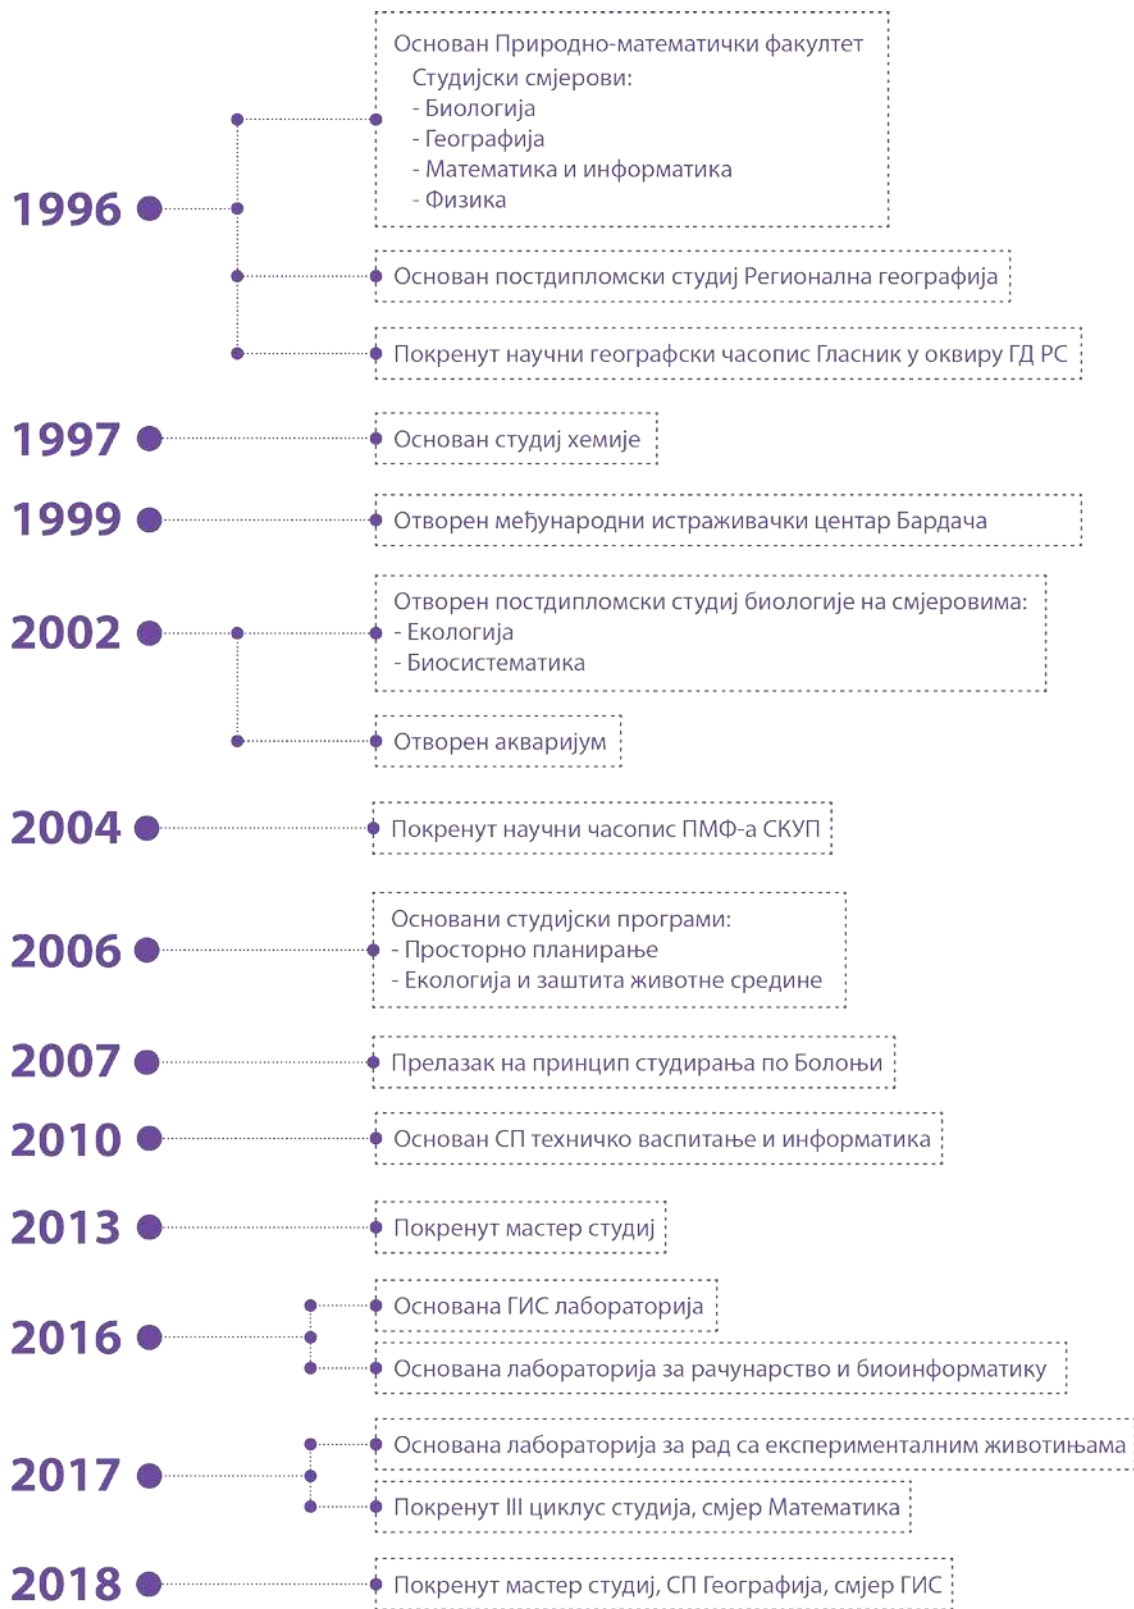 1996
Основан Природно-математички факултет
Студијски смјерови:
- Биологија
- Географија
- Математика и информатика
- Физика
Основан постдипломски студиј Регионална географија
Покренут научни географски часопис Гласник у оквиру ГД РС
1997
Основан студиј хемије
1999
Отворен међународни истраживачки центар Бардача
2002
Отворен постдипломски студиј биологије на смјеровима:
- Екологија
- Биосистематика
Отворен акваријум
2004
Покренут научни часопис ПМФ-а СКУП
2006
Основани студијски програми:
- Просторно планирање
- Екологија и заштита животне средине
2007
Прелазак на принцип студирања по Болоњи
2010
Основан СП техничко васпитање и информатика
2013
Покренут мастер студиј
2016
Основана ГИС лабораторија
Основана лабораторија за рачунарство и биоинформатику
2017
Основана лабораторија за рад са експерименталним животињама
Покренут III циклус студија, смјер Математика
2018
Покренут мастер студиј, СП Географија, смјер ГИС